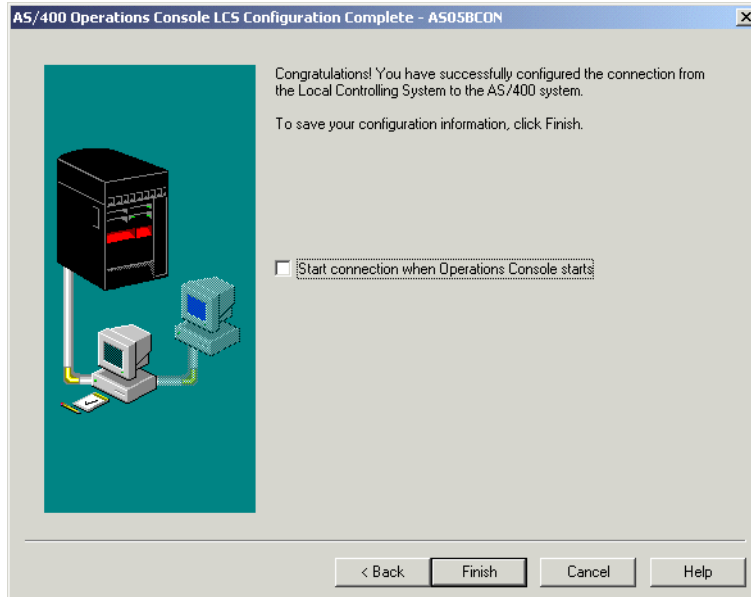 AS/400 Operations Console LCS Configuration Complete - AS05BCON
Congratulations! You have successfully configured the connection from
the Local Controlling System to the AS/400 system.
To save your configuration information, click Finish.
Start connection when Operations Console starts
< Back
Finish
Cancel
Help